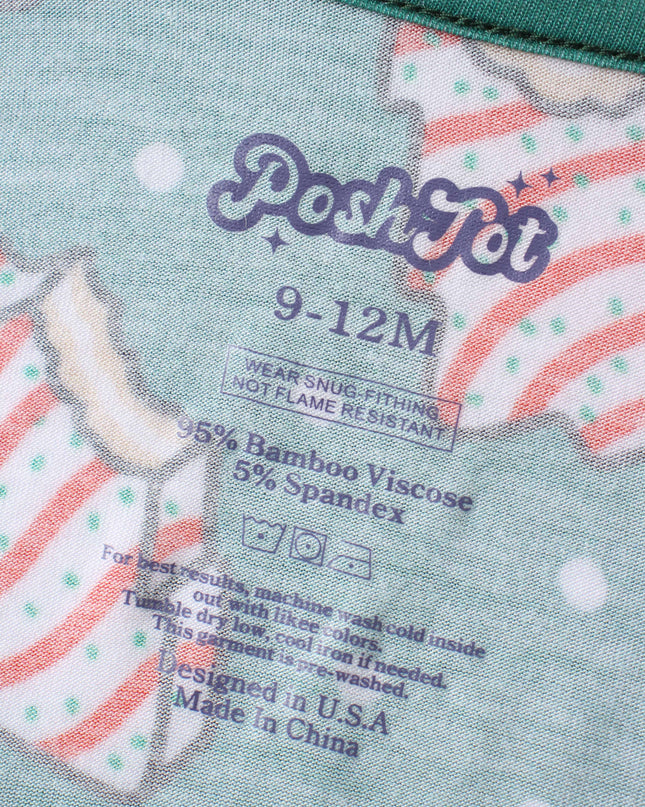 PoshTot
9-12M
WEAR SNUG-FITHING
NOT FLAME RESISTANT
95% Bamboo Viscose
5% Spandex
For best results, machine wash cold inside
out with likee colors.
Tumble dry low, cool iron if needed.
This garment is pre-washed.
Designed in U.S.A
Made In China